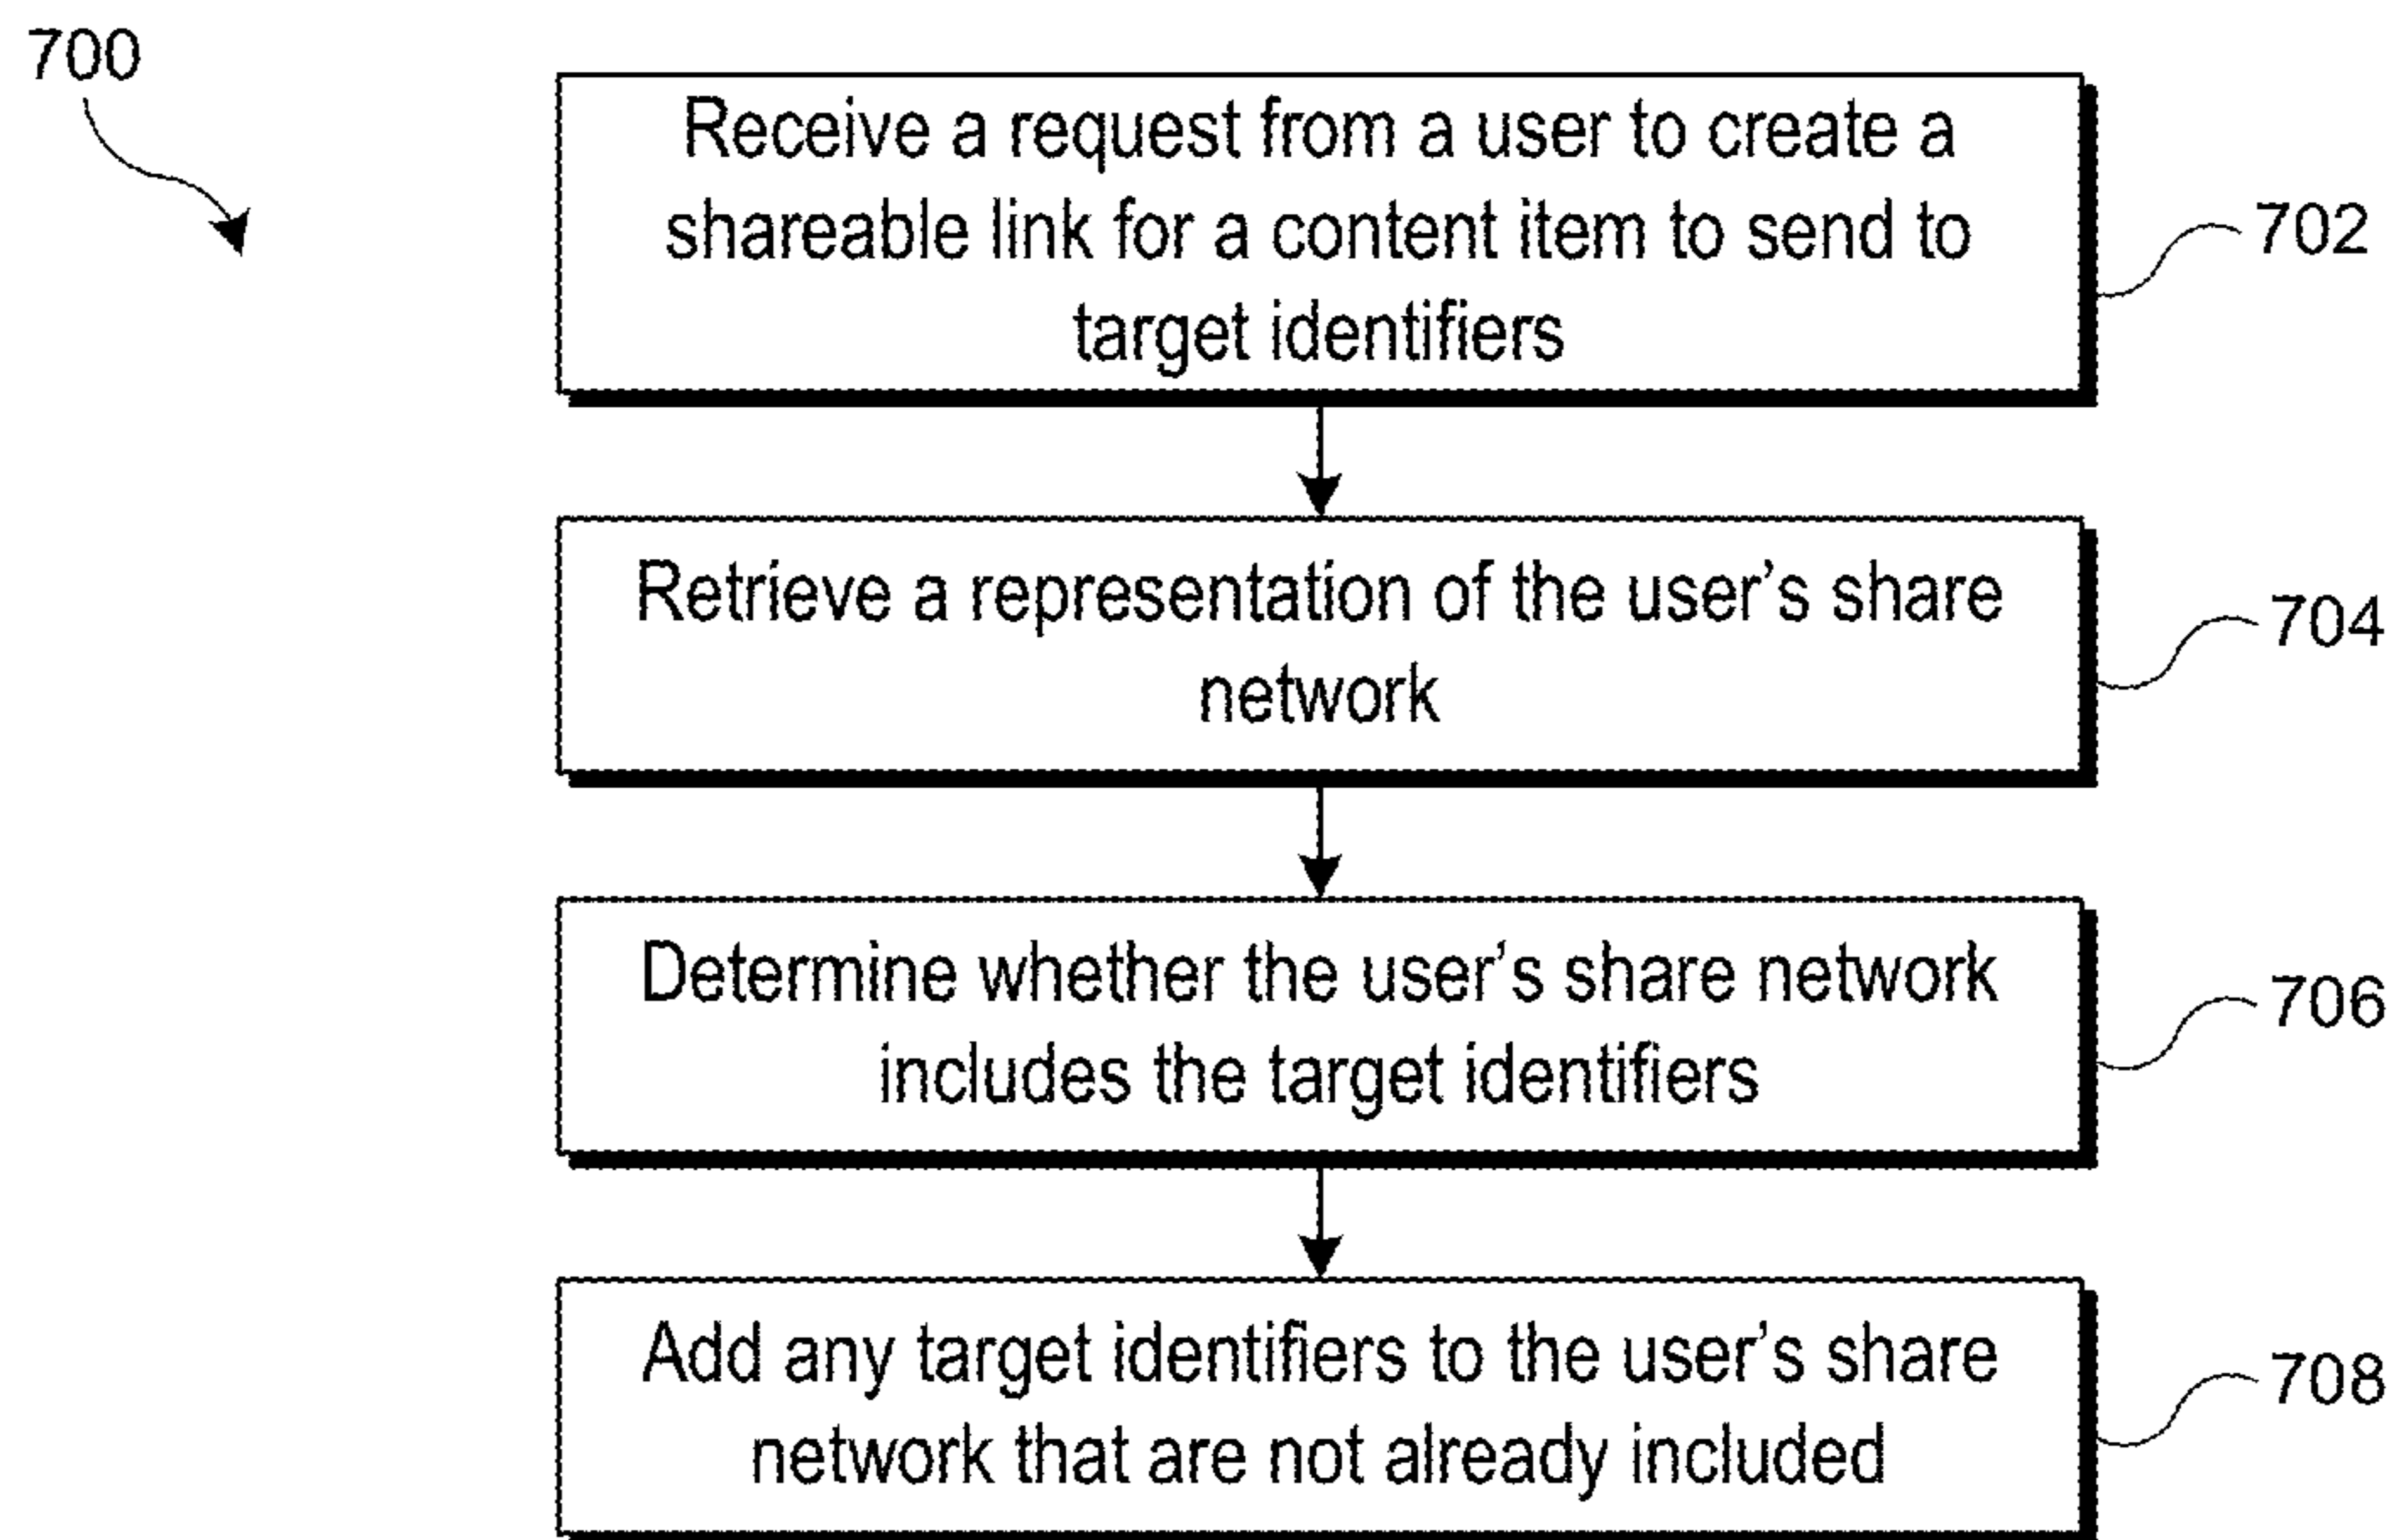 700
Receive a request from a user to create a
shareable link for a content item to send to
target identifiers
702
Retrieve a representation of the user’s share
network
704
Determine whether the user’s share network
includes the target identifiers
706
Add any target identifiers to the user’s share
network that are not already included
708